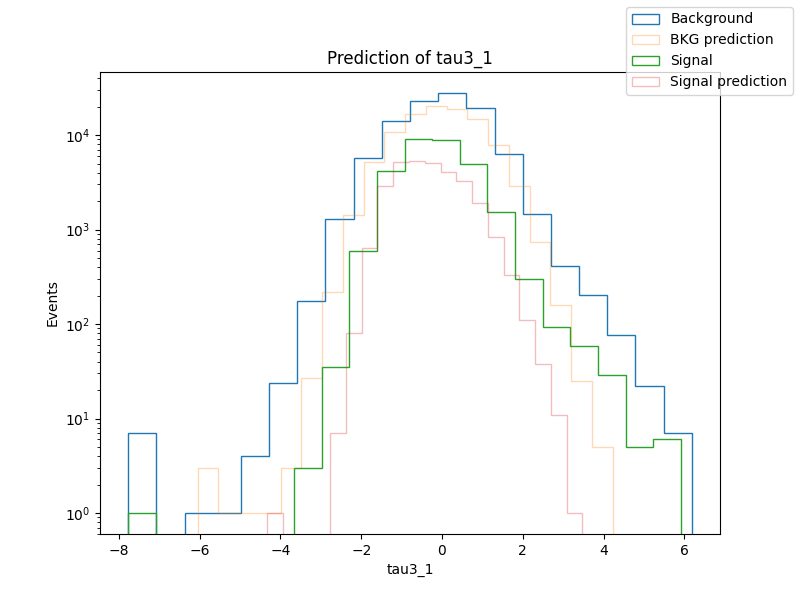 Prediction of tau3_1
Background
BKG prediction
Signal
Signal prediction
Events
10⁴
10³
10²
10¹
10⁰
−8 −6 −4 −2 0 2 4 6
tau3_1